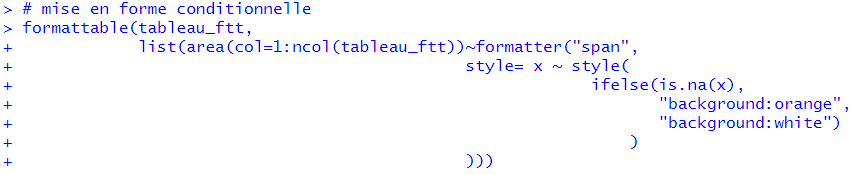 > # mise en forme conditionnelle
> formattable(tableau_ftt,
+ list(area(col=1:ncol(tableau_ftt))~formatter("span",
+ style= x ~ style(
+ ifelse(is.na(x),
+ "background:orange",
+ "background:white")
+ )
+ )))